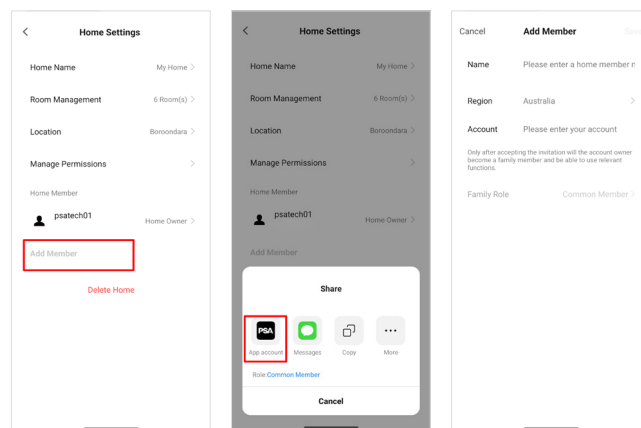 Home Settings
Home Name
My Home
Room Management
6 Room(s)
Location
Boroondara
Manage Permissions
Home Member
psatech01
Home Owner
Add Member
Delete Home
Home Settings
Home Name
My Home
Room Management
6 Room(s)
Location
Boroondara
Manage Permissions
Home Member
psatech01
Home Owner
Add Member
Share
PSA
App account
Messages
Copy
More
Role:Common Member
Cancel
Cancel
Add Member
Save
Name
Please enter a home member n
Region
Australia
Account
Please enter your account
Only after accepting the invitation will the account owner
become a family member and be able to use relevant
functions.
Family Role
Common Member